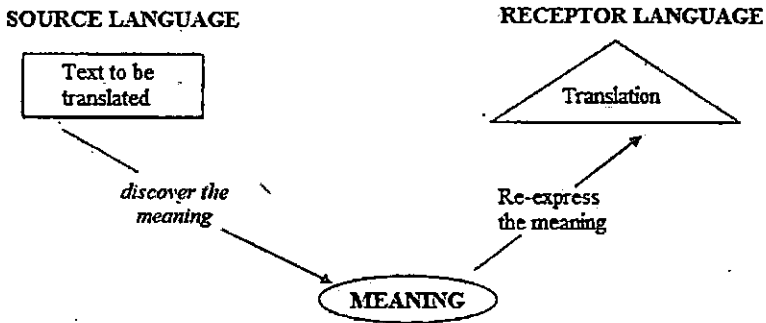 SOURCE LANGUAGE
RECEPTOR LANGUAGE
Text to be
translated
Translation
discover the
meaning
Re-express
the meaning
MEANING